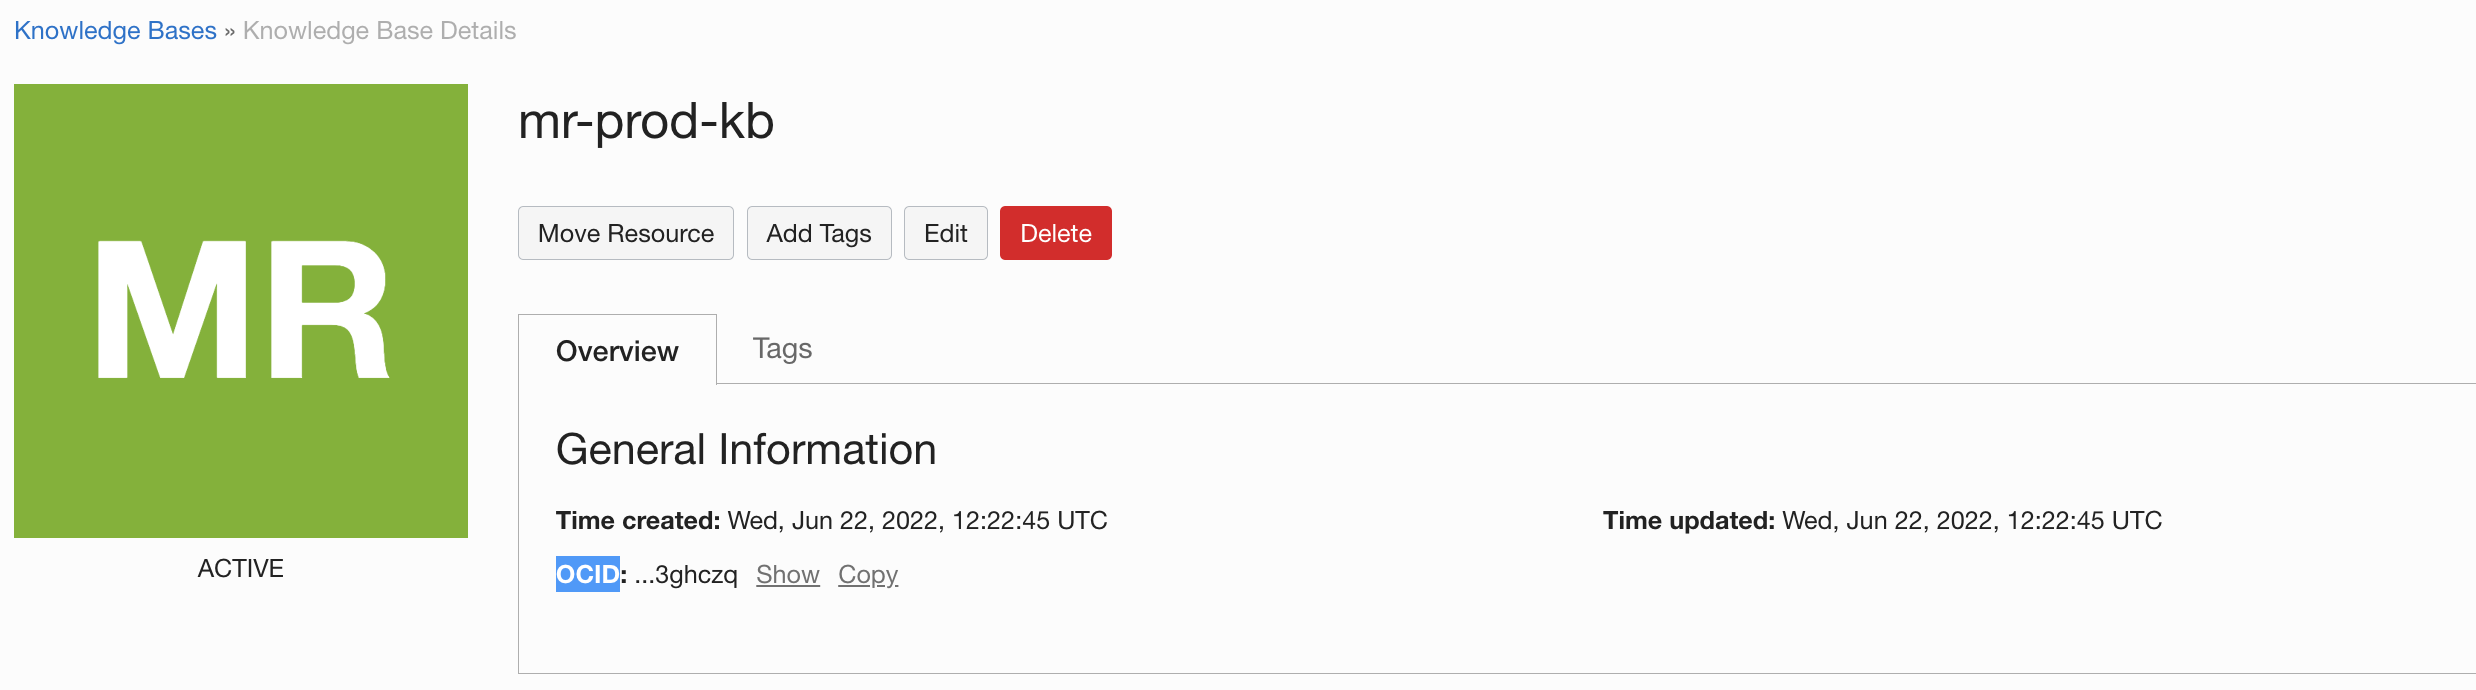 Knowledge Bases » Knowledge Base Details
MR
ACTIVE
mr-prod-kb
Move Resource Add Tags Edit Delete
Overview Tags
General Information
Time created: Wed, Jun 22, 2022, 12:22:45 UTC
Time updated: Wed, Jun 22, 2022, 12:22:45 UTC
OCID: ...3ghczq Show Copy